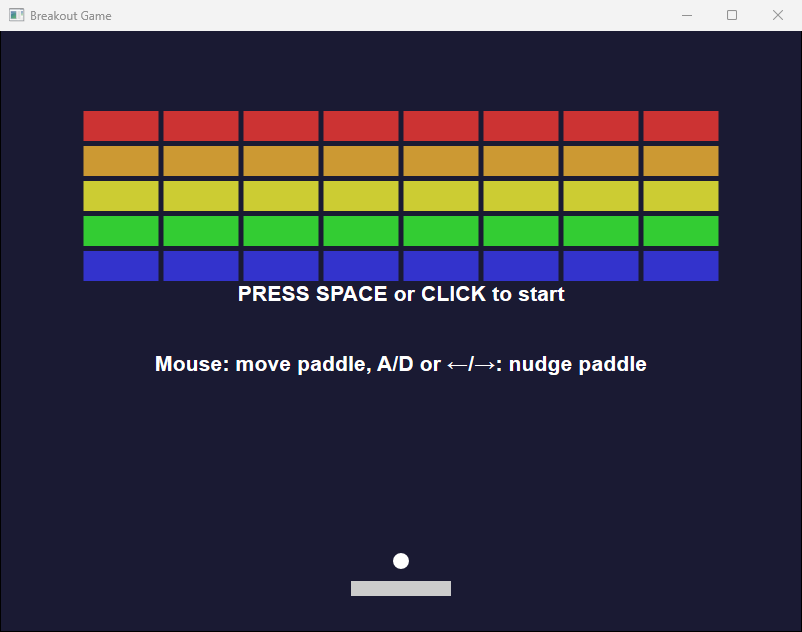 Breakout Game
PRESS SPACE or CLICK to start
Mouse: move paddle, A/D or ←/→: nudge paddle